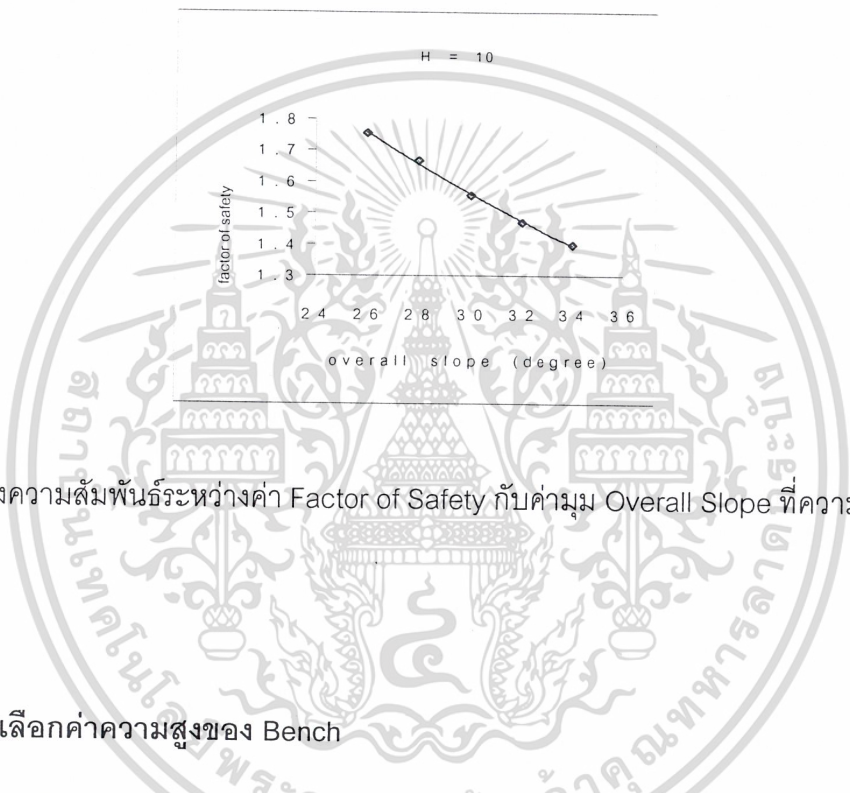 H = 10
1.8
1.7
1.6
1.5
1.4
1.3
factor of safety
24 26 28 30 32 34 36
overall slope (degree)
งความสัมพันธ์ระหว่างค่า Factor of Safety กับค่ามุม Overall Slope ที่ความ
เลือกค่าความสูงของ Bench